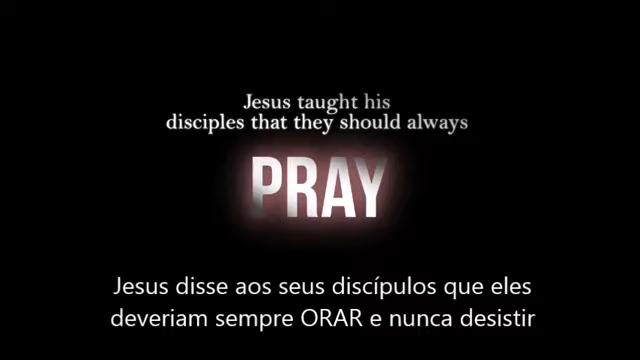 Jesus taught his
disciples that they should always
PRAY
Jesus disse aos seus discípulos que eles
deveriam sempre ORAR e nunca desistir